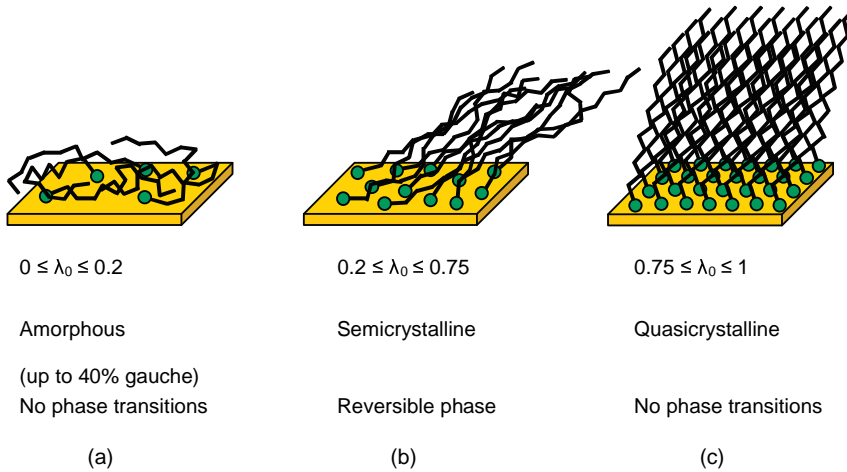 0 ≤ λ₀ ≤ 0.2
0.2 ≤ λ₀ ≤ 0.75
0.75 ≤ λ₀ ≤ 1
Amorphous
Semicrystalline
Quasicrystalline
(up to 40% gauche)
No phase transitions
Reversible phase
No phase transitions
(a)
(b)
(c)